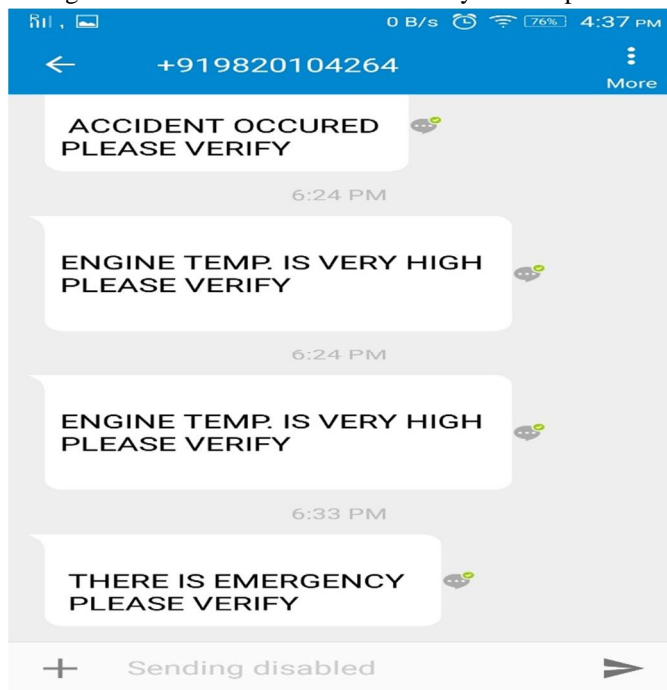 0 B/s 76% 4:37 PM
+919820104264
More
ACCIDENT OCCURED
PLEASE VERIFY
6:24 PM
ENGINE TEMP. IS VERY HIGH
PLEASE VERIFY
6:24 PM
ENGINE TEMP. IS VERY HIGH
PLEASE VERIFY
6:33 PM
THERE IS EMERGENCY
PLEASE VERIFY
Sending disabled